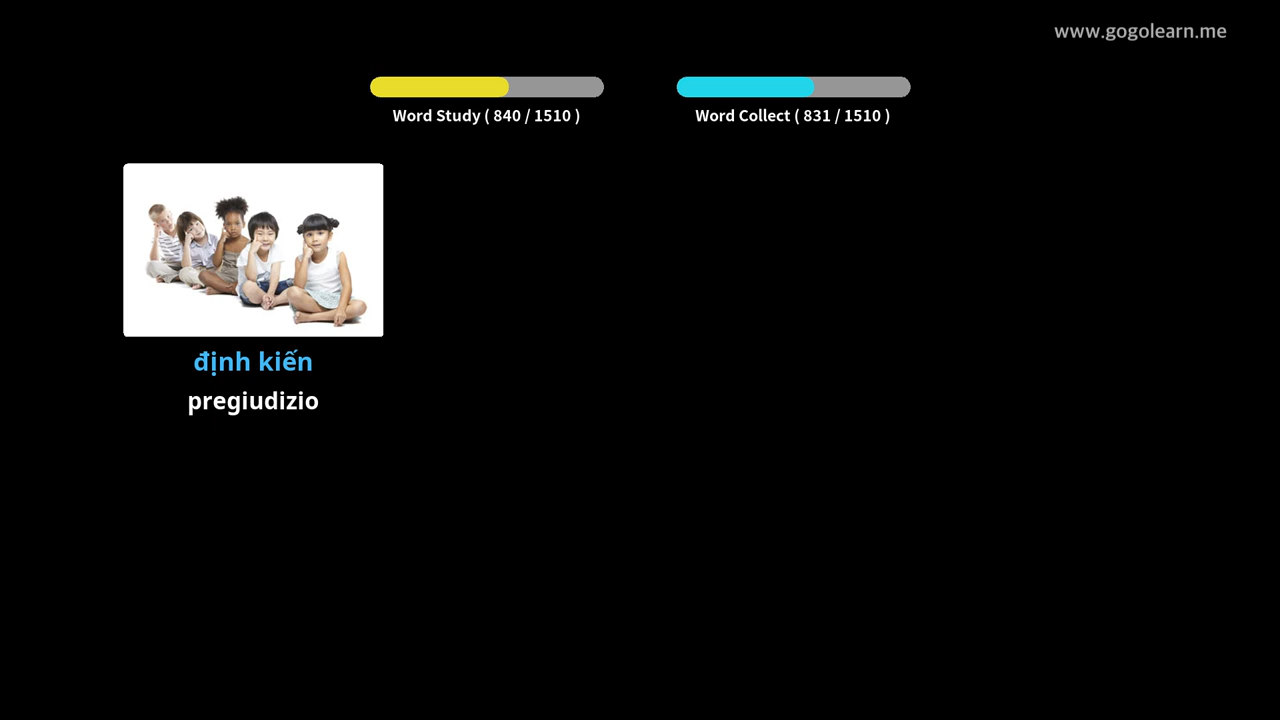 www.gogolearn.me
Word Study ( 840 / 1510 )
Word Collect ( 831 / 1510 )
định kiến
pregiudizio